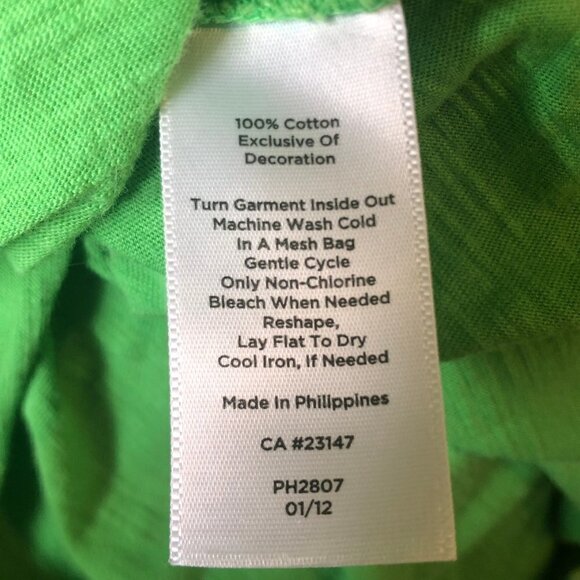 100% Cotton
Exclusive Of
Decoration
Turn Garment Inside Out
Machine Wash Cold
In A Mesh Bag
Gentle Cycle
Only Non-Chlorine
Bleach When Needed
Reshape,
Lay Flat To Dry
Cool Iron, If Needed
Made In Philippines
CA #23147
PH2807
01/12